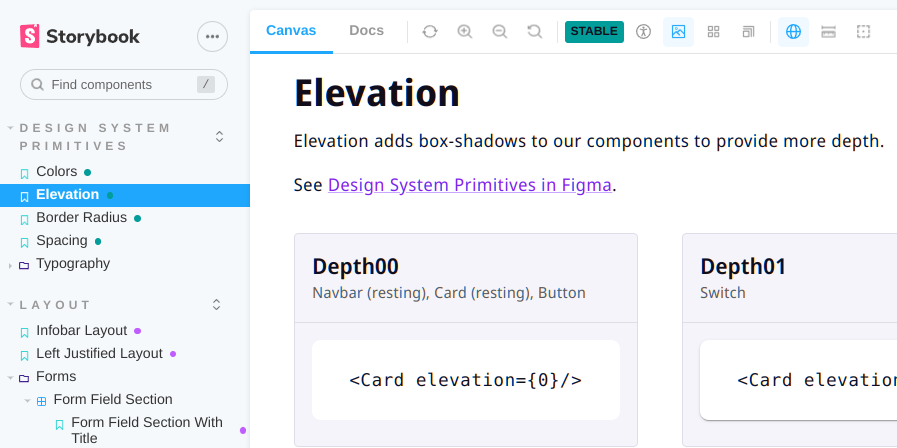 Storybook
Find components
/
DESIGN SYSTEM
PRIMITIVES
Colors
Elevation
Border Radius
Spacing
Typography
LAYOUT
Infobar Layout
Left Justified Layout
Forms
Form Field Section
Form Field Section With
Title
Canvas
Docs
STABLE
Elevation
Elevation adds box-shadows to our components to provide more depth.
See Design System Primitives in Figma.
Depth00
Navbar (resting), Card (resting), Button
<Card elevation={0}/>
Depth01
Switch
<Card elevation